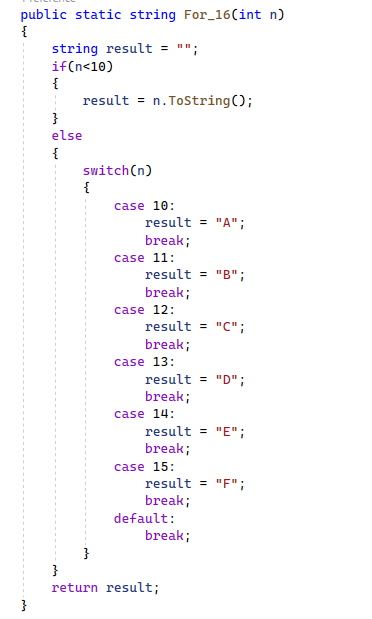 public static string For_16(int n)
{
    string result = "";
    if(n<10)
    {
        result = n.ToString();
    }
    else
    {
        switch(n)
        {
            case 10:
                result = "A";
                break;
            case 11:
                result = "B";
                break;
            case 12:
                result = "C";
                break;
            case 13:
                result = "D";
                break;
            case 14:
                result = "E";
                break;
            case 15:
                result = "F";
                break;
            default:
                break;
        }
    }
    return result;
}